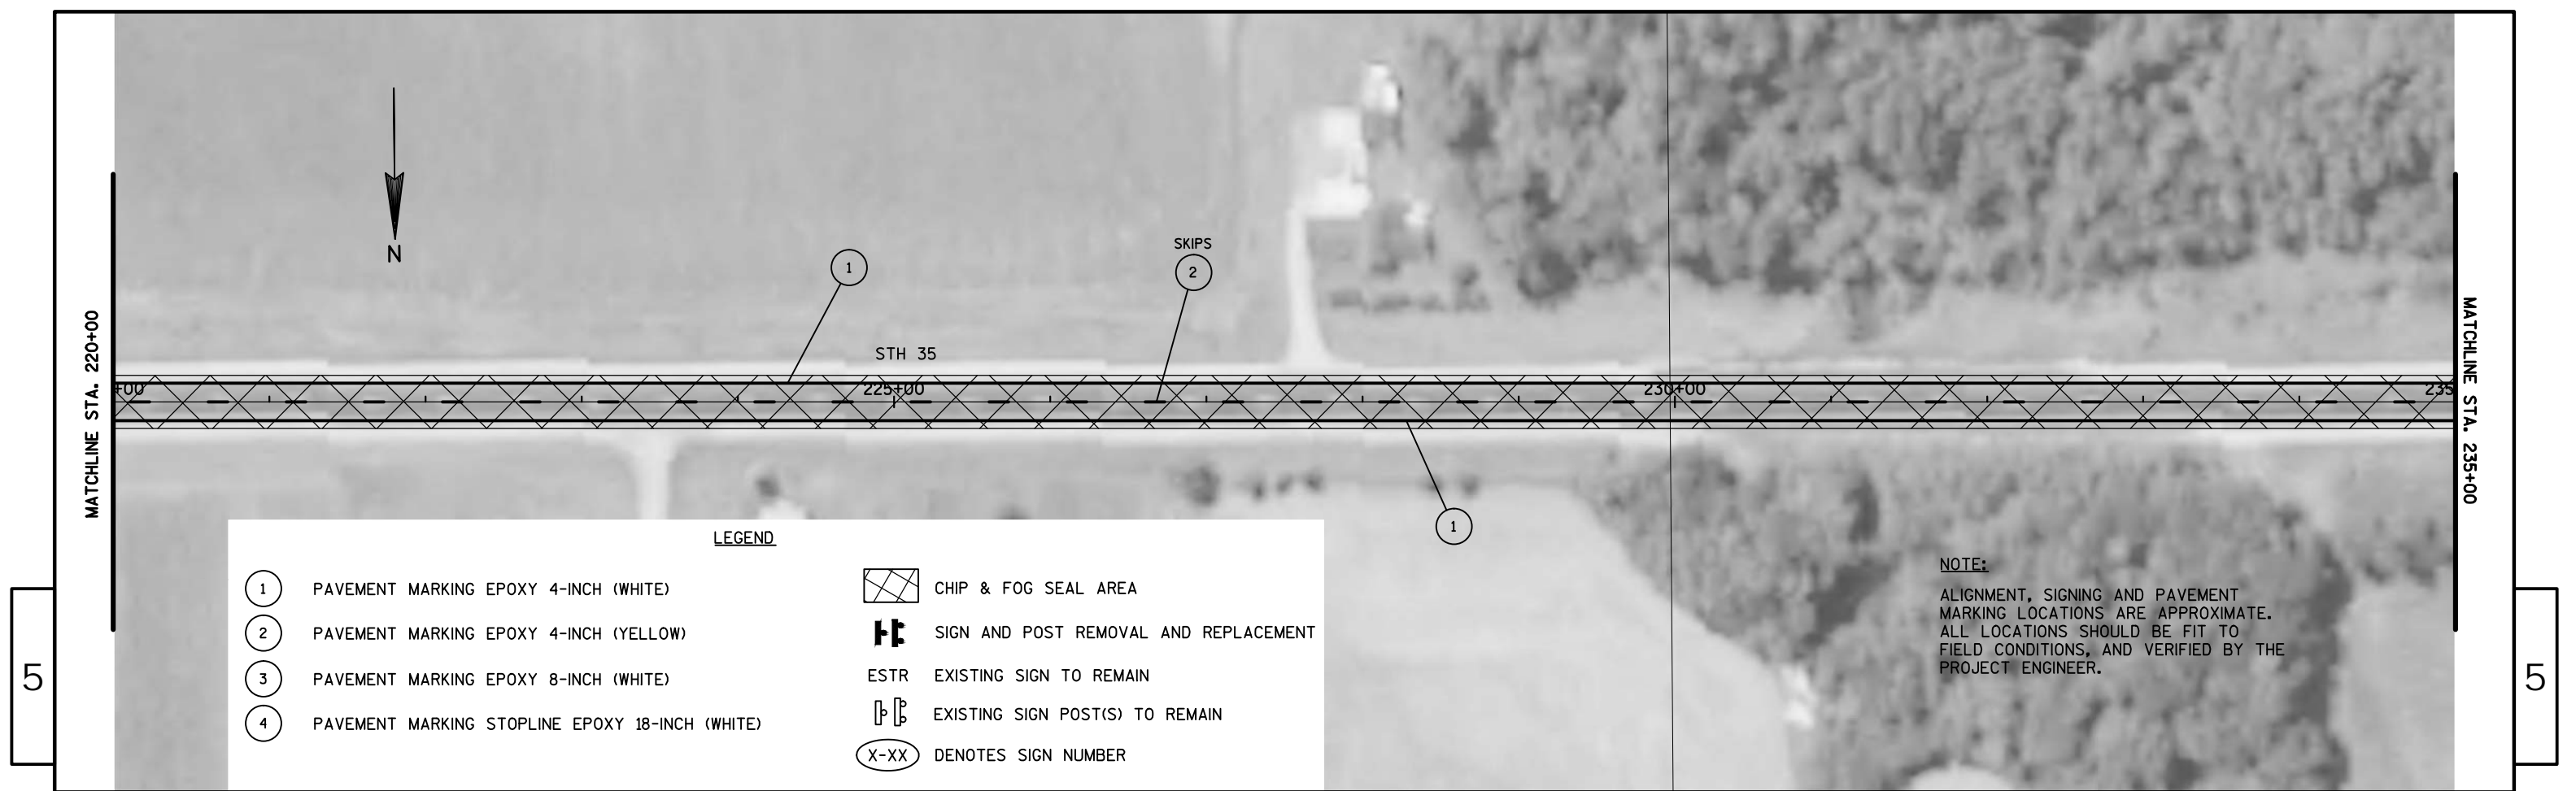 N
1
SKIPS
2
STH 35
MATCHLINE STA. 220+00
+00
225+00
230+00
235
MATCHLINE STA. 235+00
1
LEGEND
1 PAVEMENT MARKING EPOXY 4-INCH (WHITE)
2 PAVEMENT MARKING EPOXY 4-INCH (YELLOW)
3 PAVEMENT MARKING EPOXY 8-INCH (WHITE)
4 PAVEMENT MARKING STOPLINE EPOXY 18-INCH (WHITE)
CHIP & FOG SEAL AREA
SIGN AND POST REMOVAL AND REPLACEMENT
ESTR EXISTING SIGN TO REMAIN
EXISTING SIGN POST(S) TO REMAIN
X-XX DENOTES SIGN NUMBER
NOTE:
ALIGNMENT, SIGNING AND PAVEMENT
MARKING LOCATIONS ARE APPROXIMATE.
ALL LOCATIONS SHOULD BE FIT TO
FIELD CONDITIONS, AND VERIFIED BY THE
PROJECT ENGINEER.
5
5